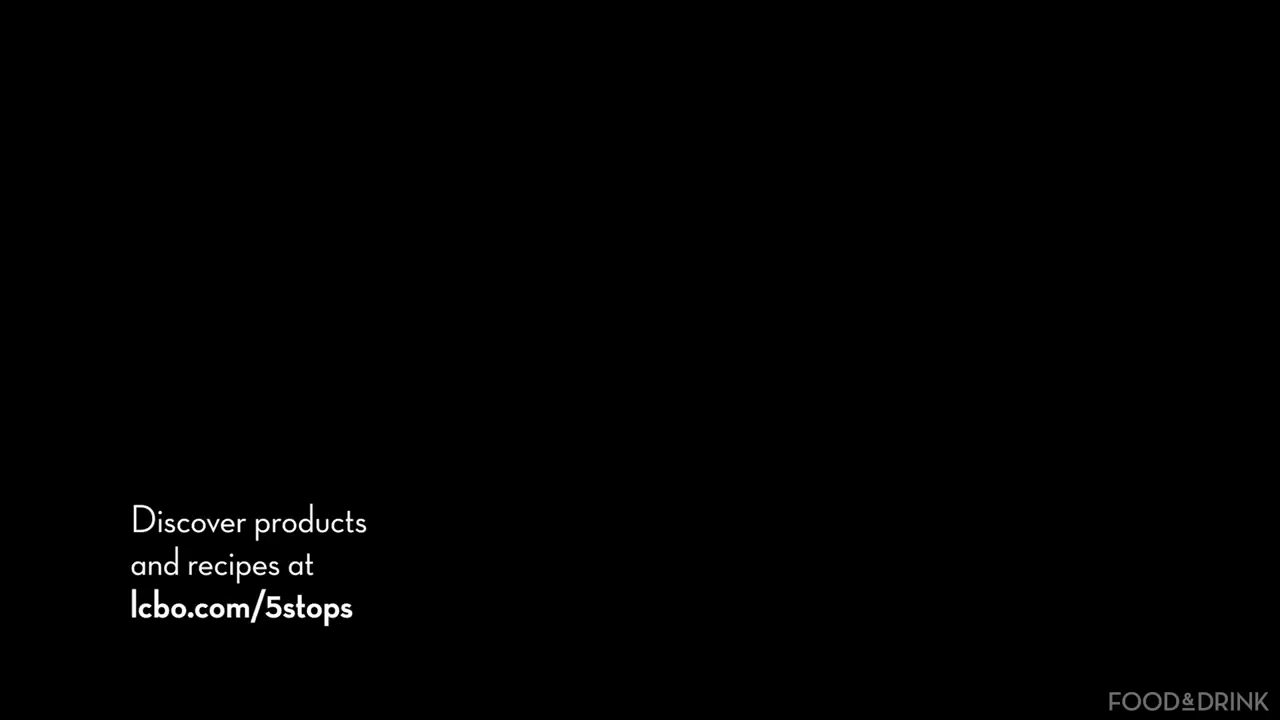 Discover products
and recipes at
lcbo.com/5stops
FOOD&DRINK